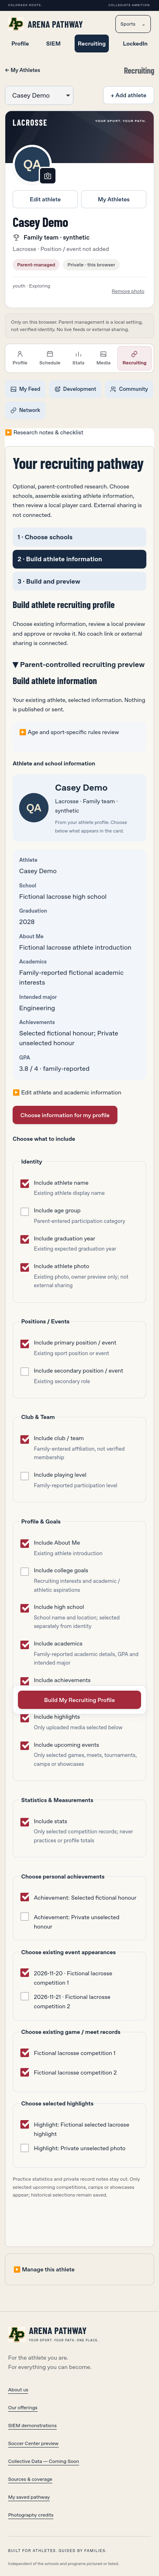 COLORADO ROOTS.
COLLEGIATE AMBITION.
AP ARENA PATHWAY
Sports
Profile SIEM Recruiting LockedIn
← My Athletes
Recruiting
Casey Demo
+ Add athlete
LACROSSE
YOUR SPORT. YOUR PATH.
QA
Edit athlete
My Athletes
Casey Demo
Family team · synthetic
Lacrosse · Position / event not added
Parent-managed
Private · this browser
youth · Exploring
Remove photo
Only on this browser. Parent management is a local setting,
not verified identity. No live feeds or external sharing.
Profile Schedule Stats Media Recruiting
My Feed
Development
Community
Network
Research notes & checklist
Your recruiting pathway
Optional, parent-controlled research. Choose
schools, assemble existing athlete information,
then review a local player card. External sharing is
not connected.
1 · Choose schools
2 · Build athlete information
3 · Build and preview
Build athlete recruiting profile
Choose existing information, review a local preview,
then approve or revoke it. No coach link or external
sharing is connected.
▼ Parent-controlled recruiting preview
Build athlete information
Your existing athlete, selected information. Nothing
is published or sent.
Age and sport-specific rules review
Athlete and school information
QA
Casey Demo
Lacrosse · Family team ·
synthetic
From your athlete profile. Choose
below what appears in the card.
Athlete
Casey Demo
School
Fictional lacrosse high school
Graduation
2028
About Me
Fictional lacrosse athlete introduction
Academics
Family-reported fictional academic
interests
Intended major
Engineering
Achievements
Selected fictional honour; Private
unselected honour
GPA
3.8 / 4 · family-reported
Edit athlete and academic information
Choose information for my profile
Choose what to include
Identity
Include athlete name
Existing athlete display name
Include age group
Parent-entered participation category
Include graduation year
Existing expected graduation year
Include athlete photo
Existing photo, owner preview only; not
external sharing
Positions / Events
Include primary position / event
Existing sport position or event
Include secondary position / event
Existing secondary role
Club & Team
Include club / team
Family-entered affiliation, not verified
membership
Include playing level
Family-reported participation level
Profile & Goals
Include About Me
Existing athlete introduction
Include college goals
Recruiting interests and academic /
athletic aspirations
Include high school
School name and location; selected
separately from identity
Include academics
Family-reported academic details, GPA and
intended major
Include achievements
Build My Recruiting Profile
Include highlights
Only uploaded media selected below
Include upcoming events
Only selected games, meets, tournaments,
camps or showcases
Statistics & Measurements
Include stats
Only selected competition records; never
practices or profile totals
Choose personal achievements
Achievement: Selected fictional honour
Achievement: Private unselected
honour
Choose existing event appearances
2026-11-20 · Fictional lacrosse
competition 1
2026-11-21 · Fictional lacrosse
competition 2
Choose existing game / meet records
Fictional lacrosse competition 1
Fictional lacrosse competition 2
Choose selected highlights
Highlight: Fictional selected lacrosse
highlight
Highlight: Private unselected photo
Practice statistics and private record notes stay out. Only
selected upcoming competitions, camps or showcases
appear; historical outcome remain saved.
Manage this athlete
AP ARENA PATHWAY
YOUR SPORT. YOUR PATH. ONE PLACE.
For the athlete you are.
For everything you can become.
About us
Our offerings
SIEM demonstrations
Soccer Center preview
Collective Data — Coming Soon
Sources & coverage
My saved pathway
Photography credits
BUILT FOR ATHLETES. GUIDED BY FAMILIES.
Independent of the schools and programs pictured or listed.